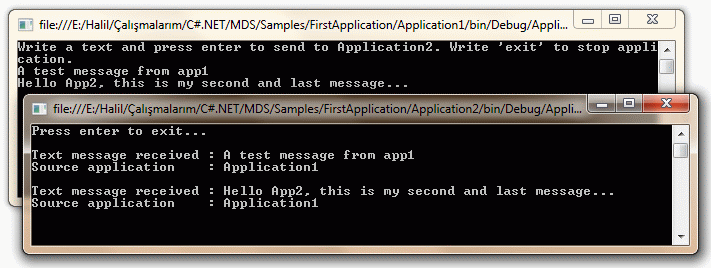 file:///E:/Halil/Çalışmalarım/C#.NET/MDS/Samples/FirstApplication/Application1/bin/Debug/Appli...
Write a text and press enter to send to Application2. Write 'exit' to stop appli
cation.
A test message from app1
Hello App2, this is my second and last message...
file:///E:/Halil/Çalışmalarım/C#.NET/MDS/Samples/FirstApplication/Application2/bin/Debug/Appli...
Press enter to exit...
Text message received : A test message from app1
Source application : Application1
Text message received : Hello App2, this is my second and last message...
Source application : Application1